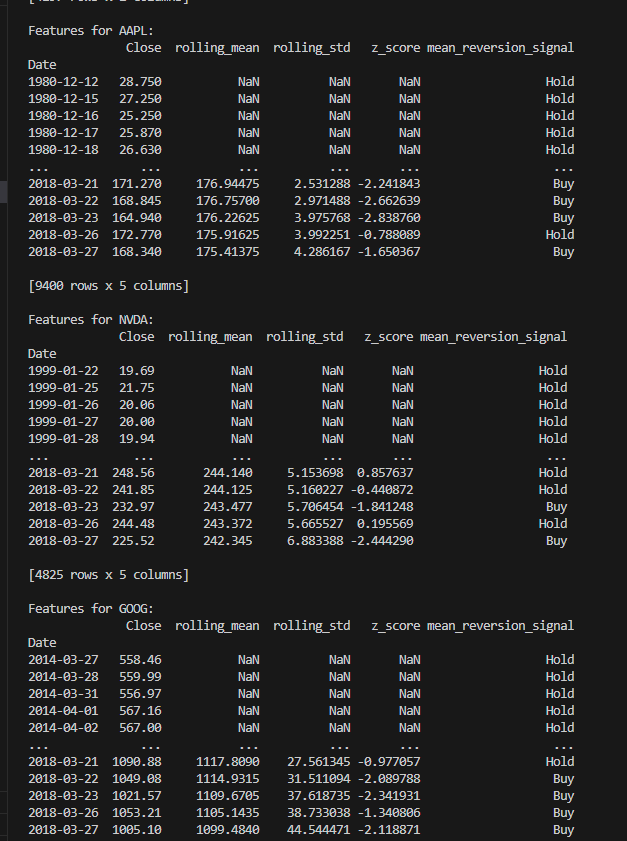 Features for AAPL:
Close rolling_mean rolling_std z_score mean_reversion_signal
Date
1980-12-12 28.750 NaN NaN NaN Hold
1980-12-15 27.250 NaN NaN NaN Hold
1980-12-16 25.250 NaN NaN NaN Hold
1980-12-17 25.870 NaN NaN NaN Hold
1980-12-18 26.630 NaN NaN NaN Hold
... ... ... ... ... ...
2018-03-21 171.270 176.94475 2.531288 -2.241843 Buy
2018-03-22 168.845 176.75700 2.971488 -2.662639 Buy
2018-03-23 164.940 176.22625 3.975768 -2.838760 Buy
2018-03-26 172.770 175.91625 3.992251 -0.788089 Hold
2018-03-27 168.340 175.41375 4.286167 -1.650367 Buy
[9400 rows x 5 columns]
Features for NVDA:
Close rolling_mean rolling_std z_score mean_reversion_signal
Date
1999-01-22 19.69 NaN NaN NaN Hold
1999-01-25 21.75 NaN NaN NaN Hold
1999-01-26 20.06 NaN NaN NaN Hold
1999-01-27 20.00 NaN NaN NaN Hold
1999-01-28 19.94 NaN NaN NaN Hold
... ... ... ... ... ...
2018-03-21 248.56 244.140 5.153698 0.857637 Hold
2018-03-22 241.85 244.125 5.160227 -0.440872 Hold
2018-03-23 232.97 243.477 5.706454 -1.841248 Buy
2018-03-26 244.48 243.372 5.665527 0.195569 Hold
2018-03-27 225.52 242.345 6.883388 -2.444290 Buy
[4825 rows x 5 columns]
Features for GOOG:
Close rolling_mean rolling_std z_score mean_reversion_signal
Date
2014-03-27 558.46 NaN NaN NaN Hold
2014-03-28 559.99 NaN NaN NaN Hold
2014-03-31 556.97 NaN NaN NaN Hold
2014-04-01 567.16 NaN NaN NaN Hold
2014-04-02 567.00 NaN NaN NaN Hold
... ... ... ... ... ...
2018-03-21 1090.88 1117.8090 27.561345 -0.977057 Hold
2018-03-22 1049.08 1114.9315 31.511094 -2.089788 Buy
2018-03-23 1021.57 1109.6705 37.618735 -2.341931 Buy
2018-03-26 1053.21 1105.1435 38.733038 -1.340806 Buy
2018-03-27 1005.10 1099.4840 44.544471 -2.118871 Buy